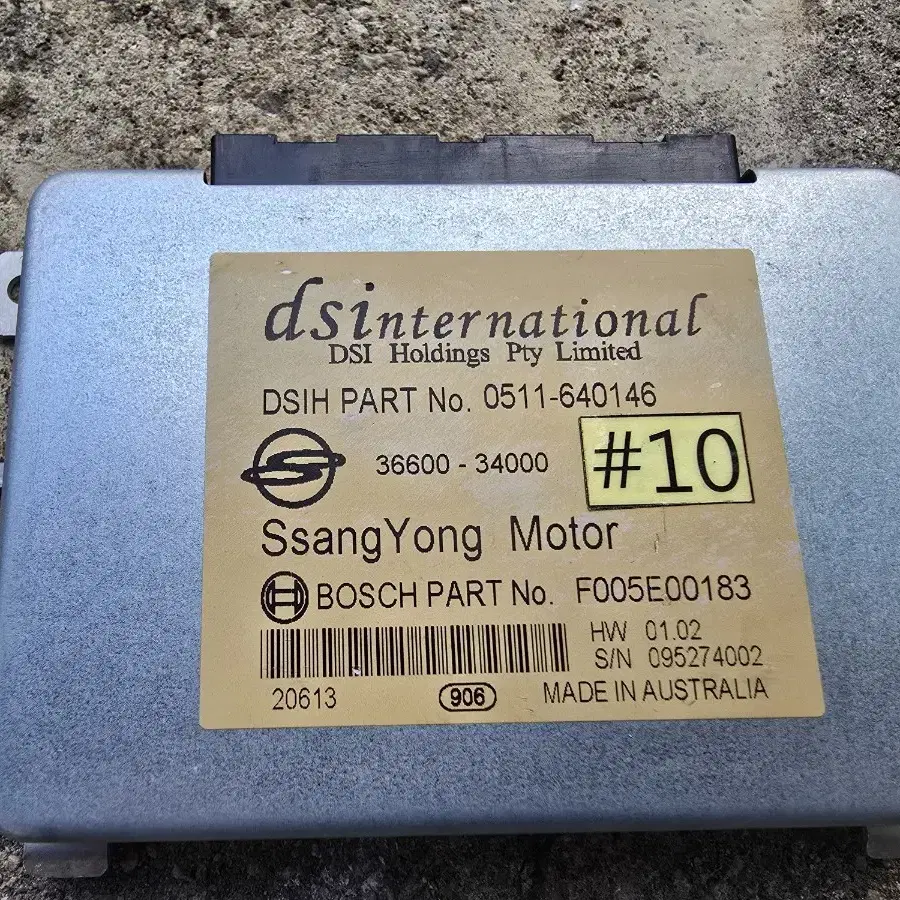 dsinternational
DSI Holdings Pty Limited
DSIH PART No. 0511-640146
36600 - 34000
#10
SsangYong Motor
BOSCH PART No. F005E00183
HW 01.02
S/N 095274002
20613
906
MADE IN AUSTRALIA